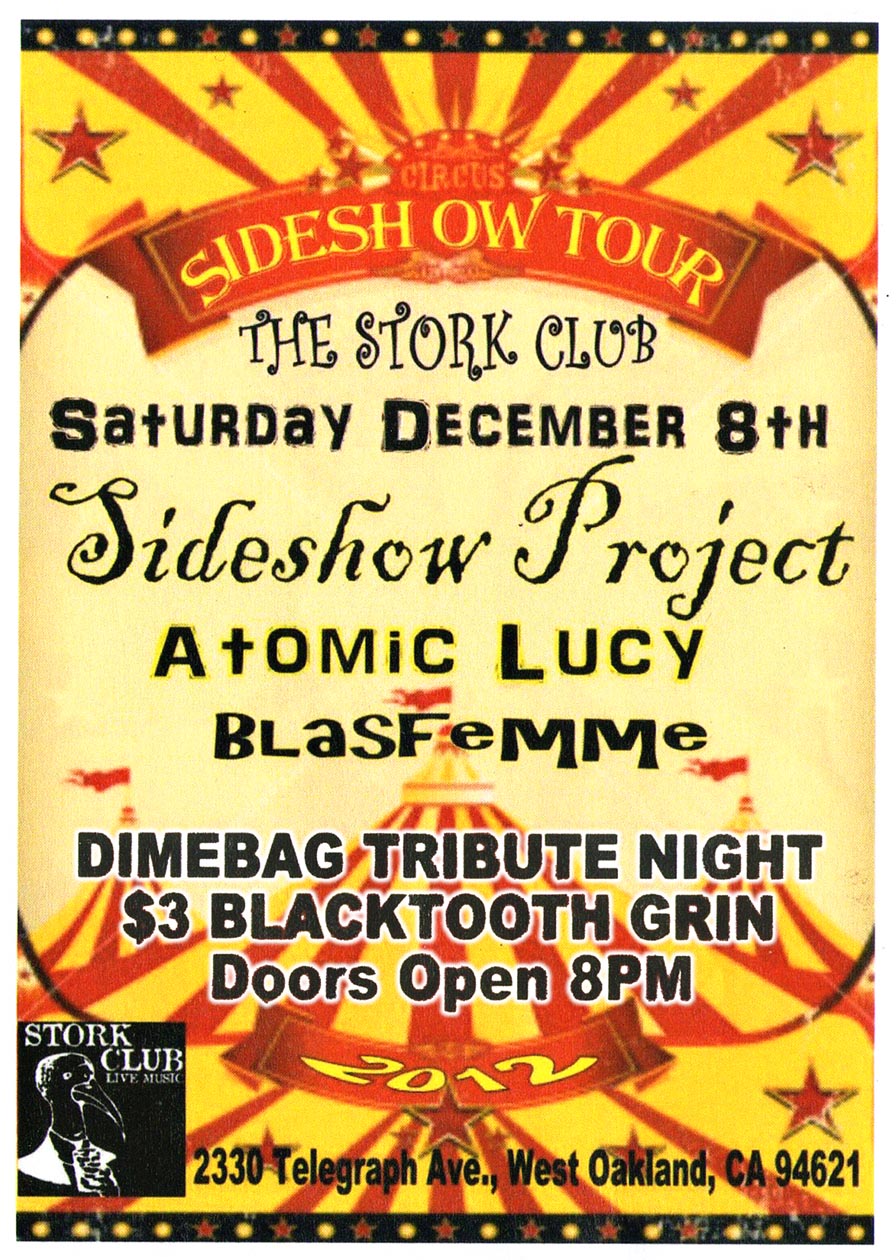 CIRCUS
SIDESH OW TOUR
THE STORK CLUB
SatURDay DECEMBER 8tH
Sideshow Project
AtOMiC LUCY
BLaSFeMMe
DIMEBAG TRIBUTE NIGHT
$3 BLACKTOOTH GRIN
Doors Open 8PM
2012
STORK
CLUB
LIVE MUSIC
2330 Telegraph Ave., West Oakland, CA 94621